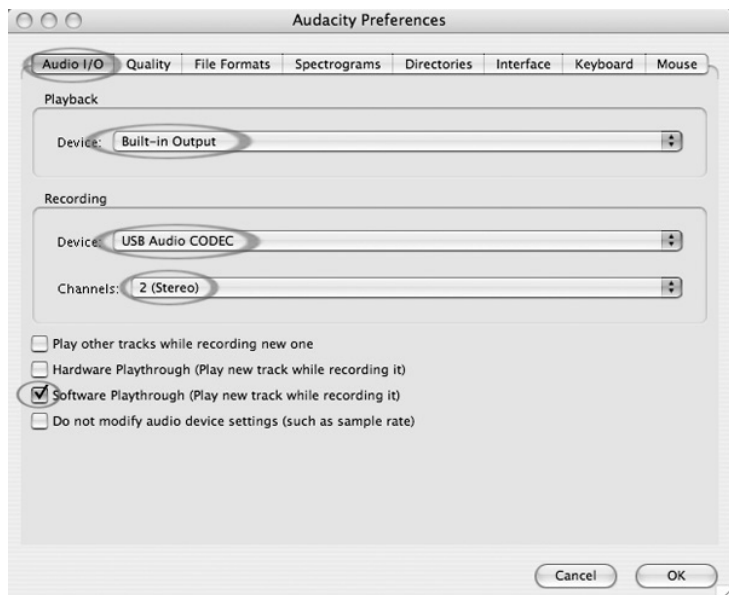 Audacity Preferences
Audio I/O Quality File Formats Spectrograms Directories Interface Keyboard Mouse
Playback
Device: Built-in Output
Recording
Device: USB Audio CODEC
Channels: 2 (Stereo)
Play other tracks while recording new one
Hardware Playthrough (Play new track while recording it)
Software Playthrough (Play new track while recording it)
Do not modify audio device settings (such as sample rate)
Cancel OK